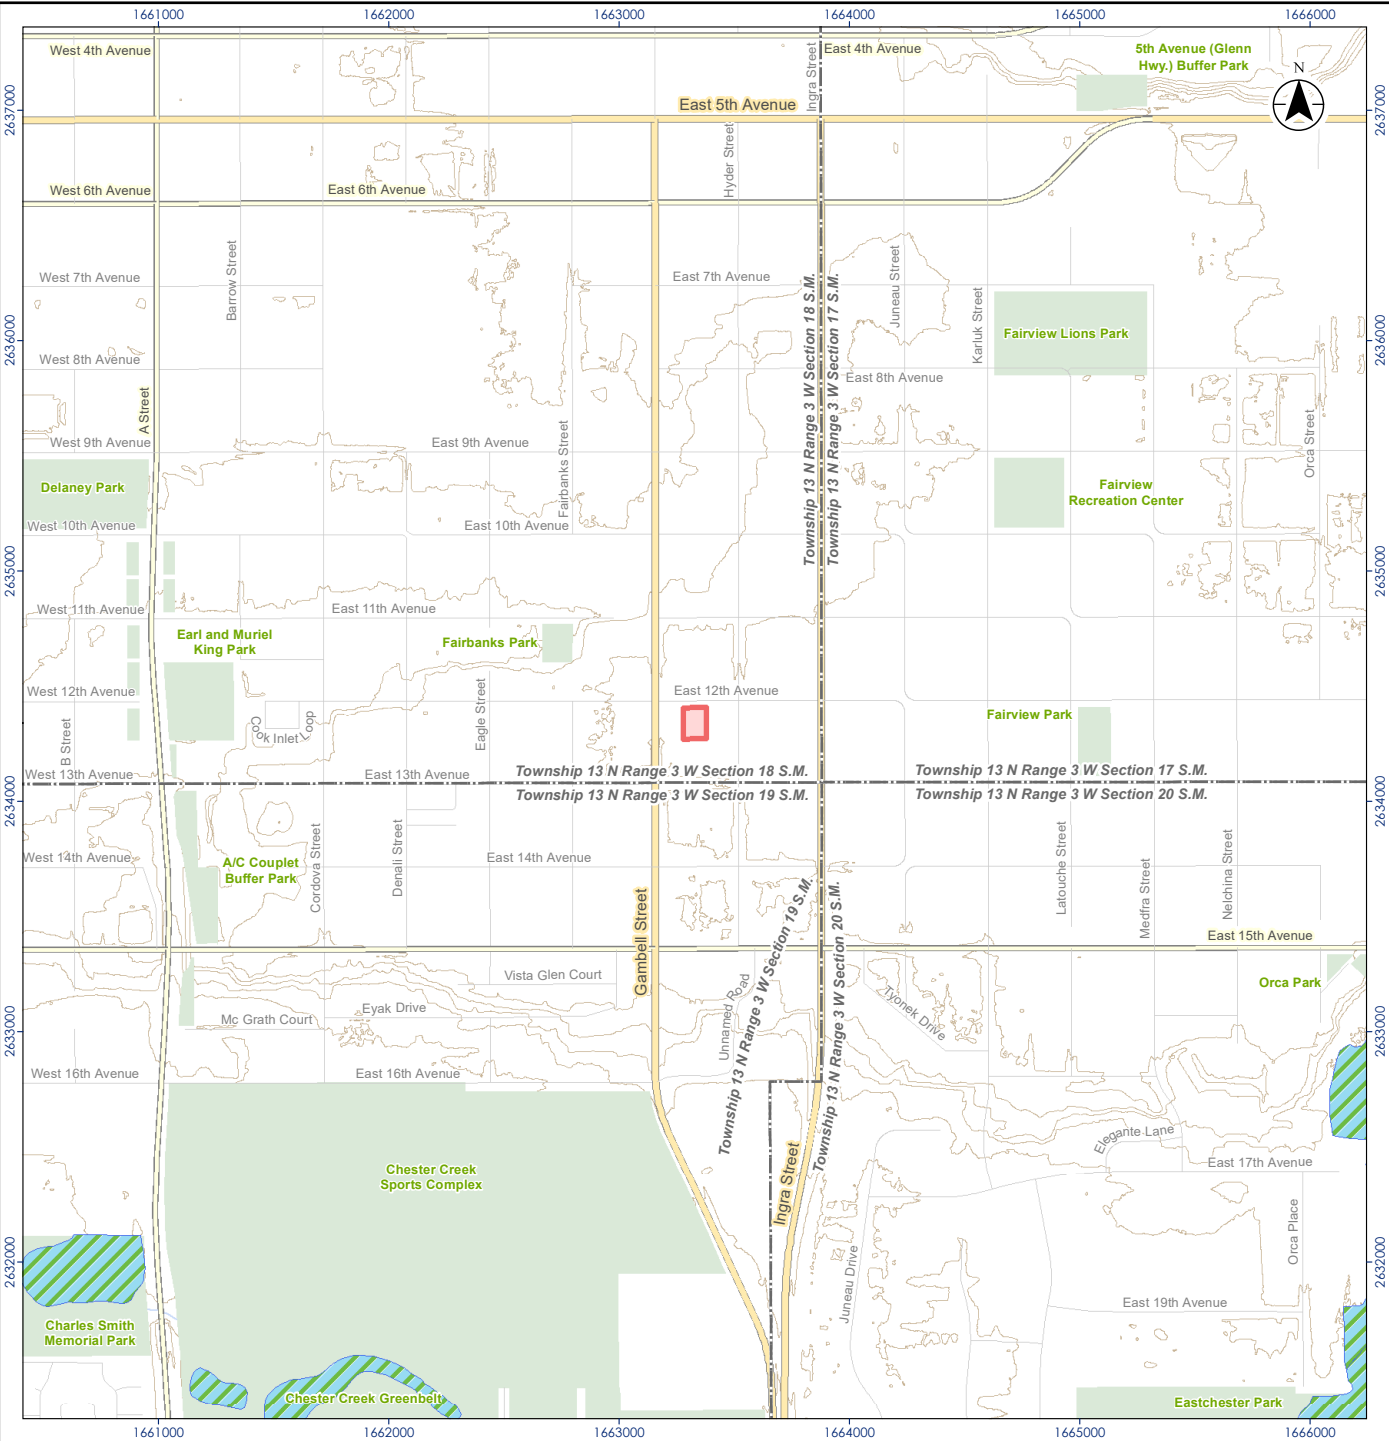 1661000
1662000
1663000
1664000
1665000
1666000
West 4th Avenue
East 4th Avenue
5th Avenue (Glenn
Hwy.) Buffer Park
N
Ingra Street
2637000
2637000
East 5th Avenue
Hyder Street
West 6th Avenue
East 6th Avenue
West 7th Avenue
Barrow Street
East 7th Avenue
Juneau Street
Karluk Street
Township 13 N Range 3 W Section 18 S.M.
Township 13 N Range 3 W Section 17 S.M.
Fairview Lions Park
2636000
2636000
West 8th Avenue
East 8th Avenue
A Street
West 9th Avenue
East 9th Avenue
Fairbanks Street
Orca Street
Delaney Park
Fairview
Recreation Center
West 10th Avenue
East 10th Avenue
2635000
2635000
West 11th Avenue
East 11th Avenue
Earl and Muriel
King Park
Fairbanks Park
West 12th Avenue
East 12th Avenue
Eagle Street
B Street
Cook Inlet Loop
Fairview Park
West 13th Avenue
East 13th Avenue
Township 13 N Range 3 W Section 18 S.M.
Township 13 N Range 3 W Section 17 S.M.
Township 13 N Range 3 W Section 19 S.M.
Township 13 N Range 3 W Section 20 S.M.
2634000
2634000
West 14th Avenue
A/C Couplet
Buffer Park
Cordova Street
Denali Street
East 14th Avenue
Latouche Street
Medfra Street
Nelchina Street
Gambell Street
Township 13 N Range 3 W Section 19 S.M.
Township 13 N Range 3 W Section 20 S.M.
East 15th Avenue
Vista Glen Court
Orca Park
Unnamed Road
Tyonek Drive
Mc Grath Court
Eyak Drive
2633000
2633000
West 16th Avenue
East 16th Avenue
Elegante Lane
East 17th Avenue
Chester Creek
Sports Complex
Ingra Street
Orca Place
2632000
2632000
Juneau Drive
East 19th Avenue
Charles Smith
Memorial Park
Chester Creek Greenbelt
Eastchester Park
1661000
1662000
1663000
1664000
1665000
1666000